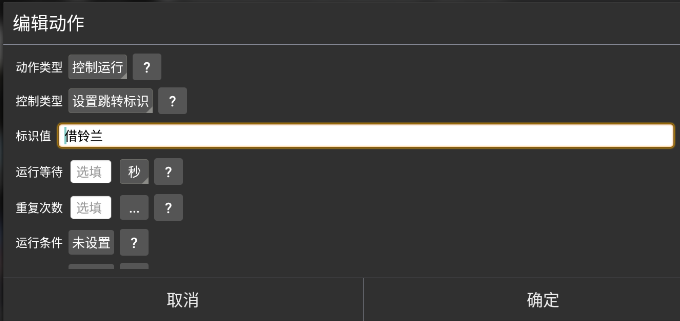 编辑动作
动作类型 控制运行 ?
控制类型 设置跳转标识 ?
标识值 借铃兰
运行等待 选填 秒 ?
重复次数 选填 ... ?
运行条件 未设置 ?
取消 确定